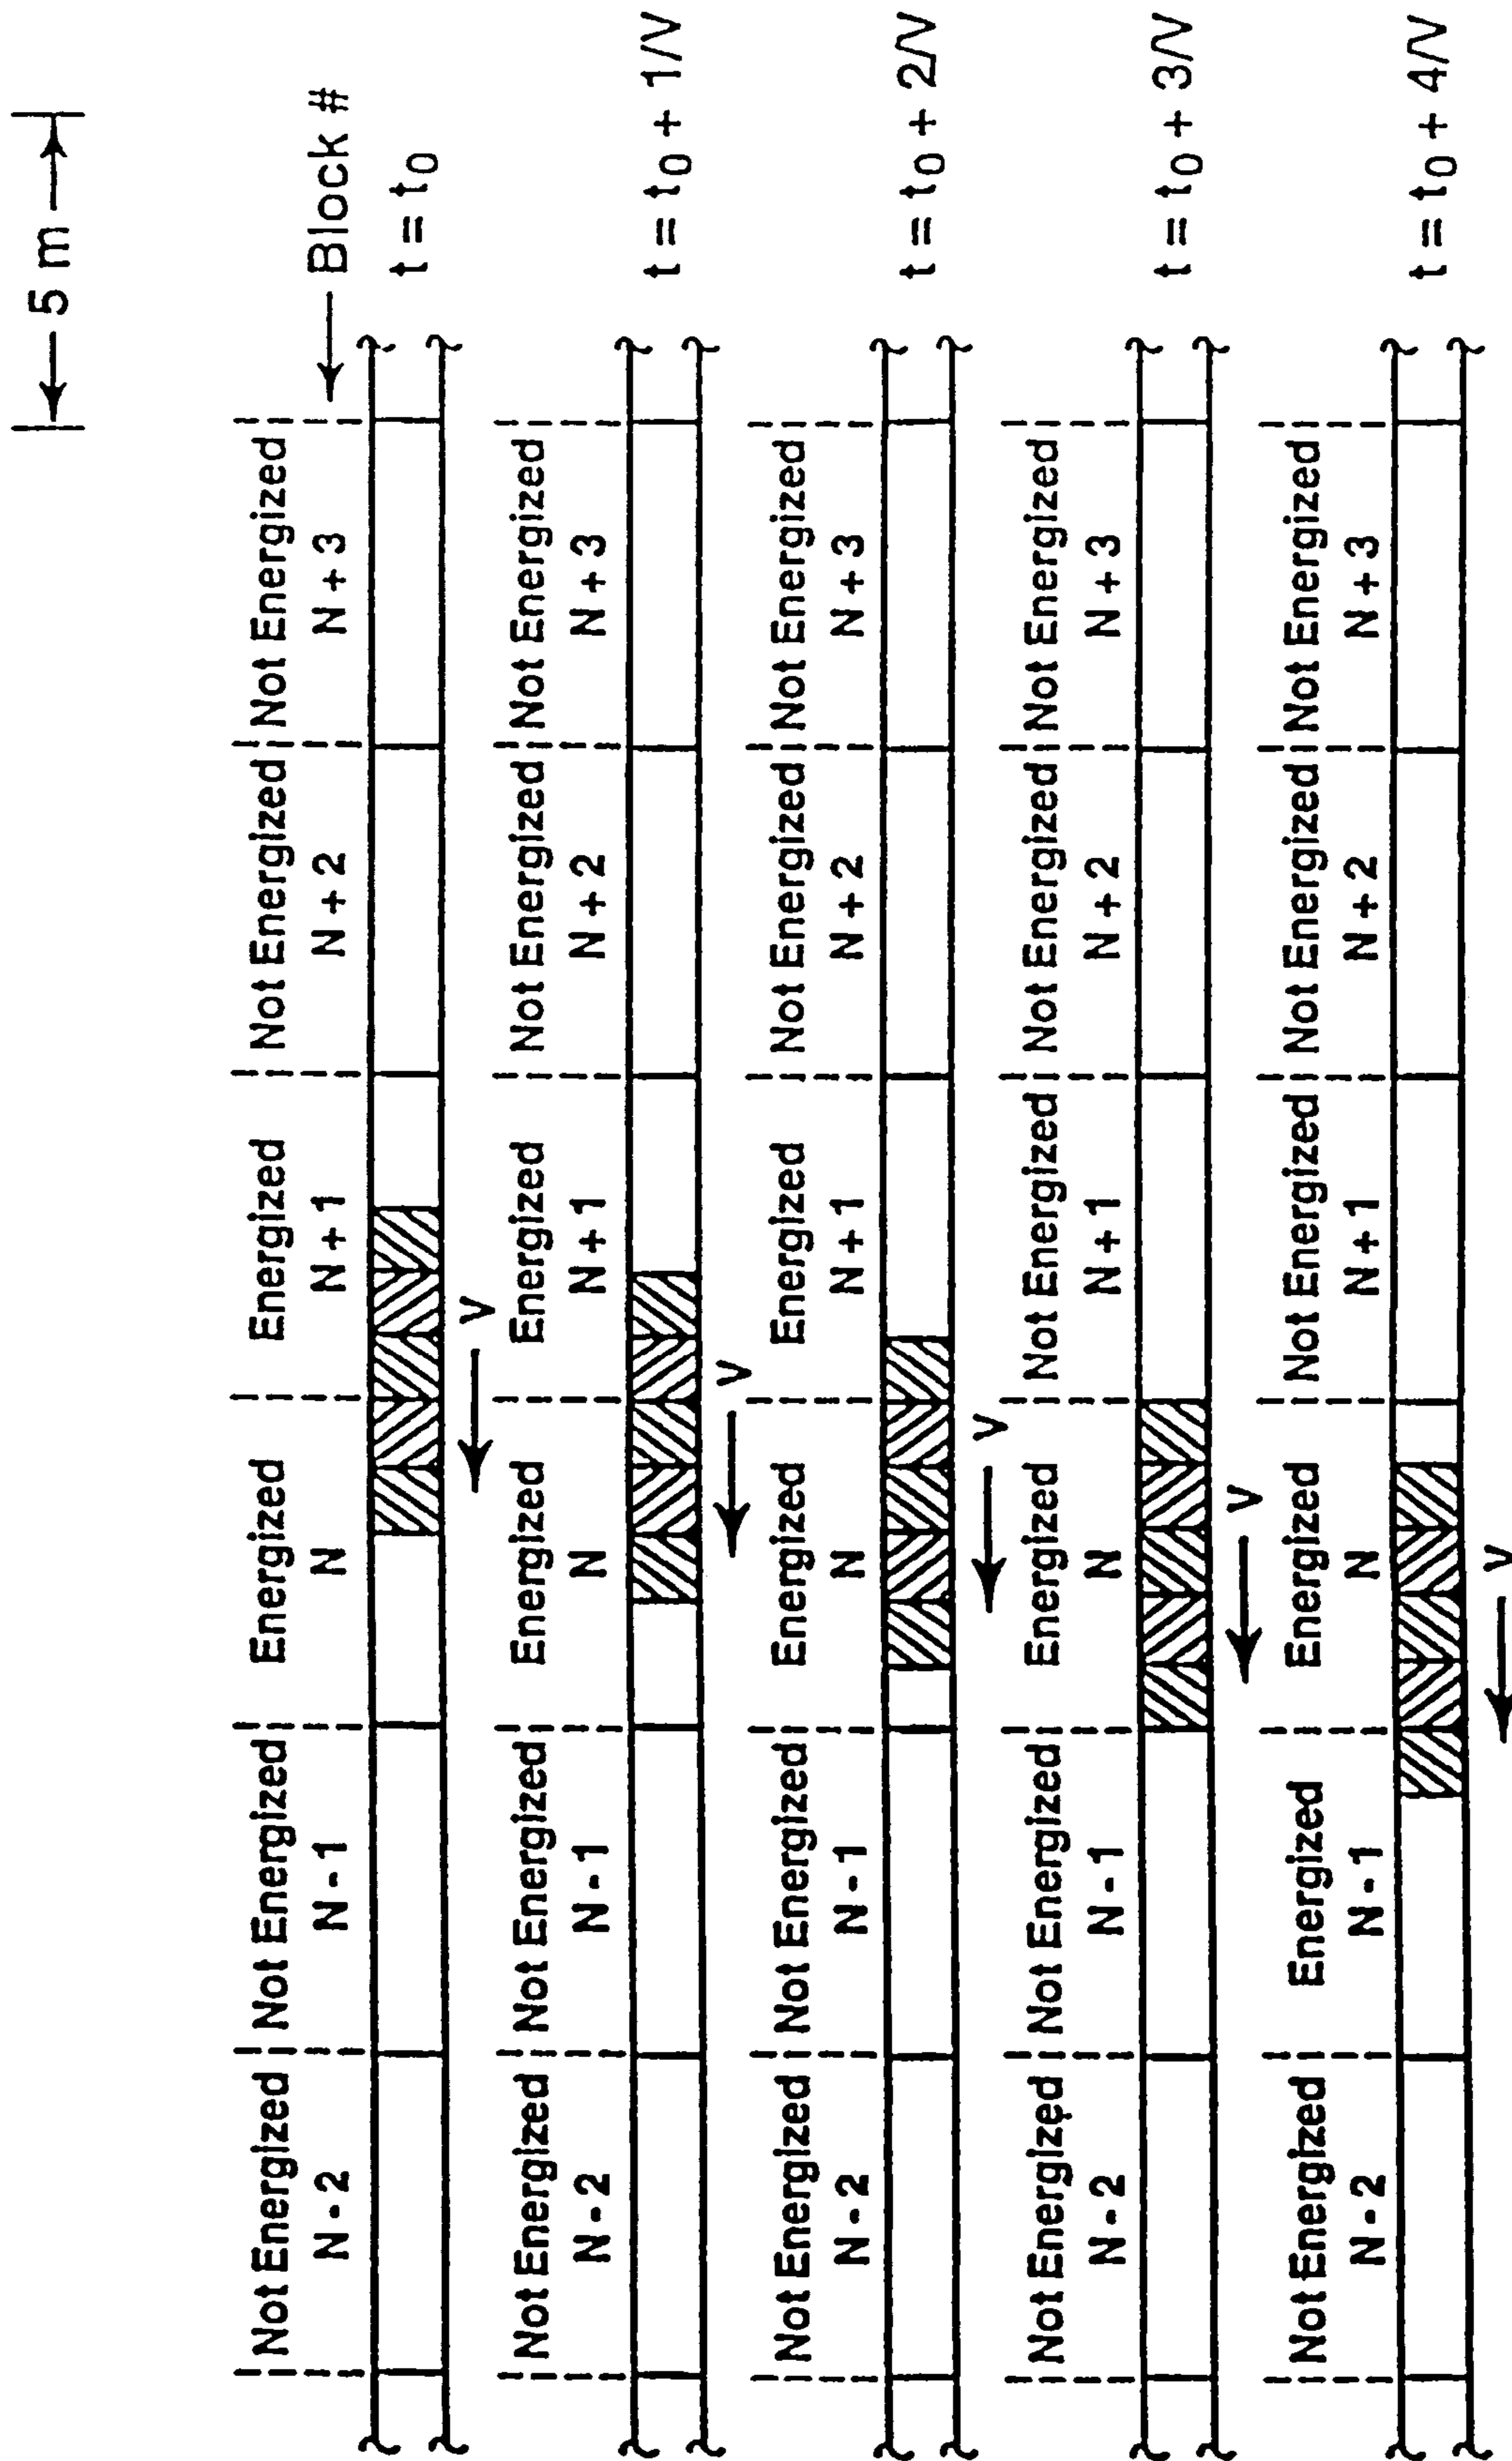 5 m
Not Energized Not Energized Energized Energized Not Energized Not Energized
N-2 N-1 N N+1 N+2 N+3 Block #
t = t0
V
Not Energized Not Energized Energized Energized Not Energized Not Energized
N-2 N-1 N N+1 N+2 N+3
t = t0 + 1/V
V
Not Energized Not Energized Energized Energized Not Energized Not Energized
N-2 N-1 N N+1 N+2 N+3
t = t0 + 2/V
V
Not Energized Not Energized Energized Not Energized Not Energized Not Energized
N-2 N-1 N N+1 N+2 N+3
t = t0 + 3/V
V
Not Energized Energized Energized Not Energized Not Energized Not Energized
N-2 N-1 N N+1 N+2 N+3
t = t0 + 4/V
V